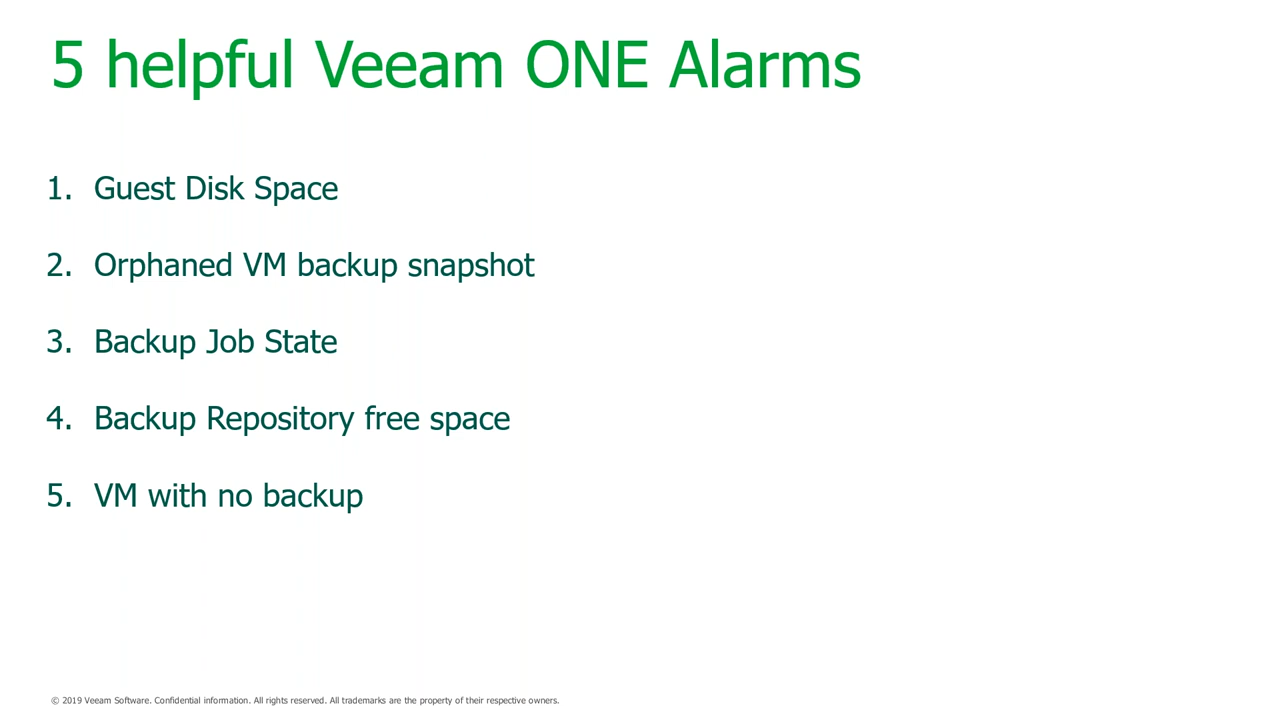 5 helpful Veeam ONE Alarms
1. Guest Disk Space
2. Orphaned VM backup snapshot
3. Backup Job State
4. Backup Repository free space
5. VM with no backup
© 2019 Veeam Software. Confidential information. All rights reserved. All trademarks are the property of their respective owners.